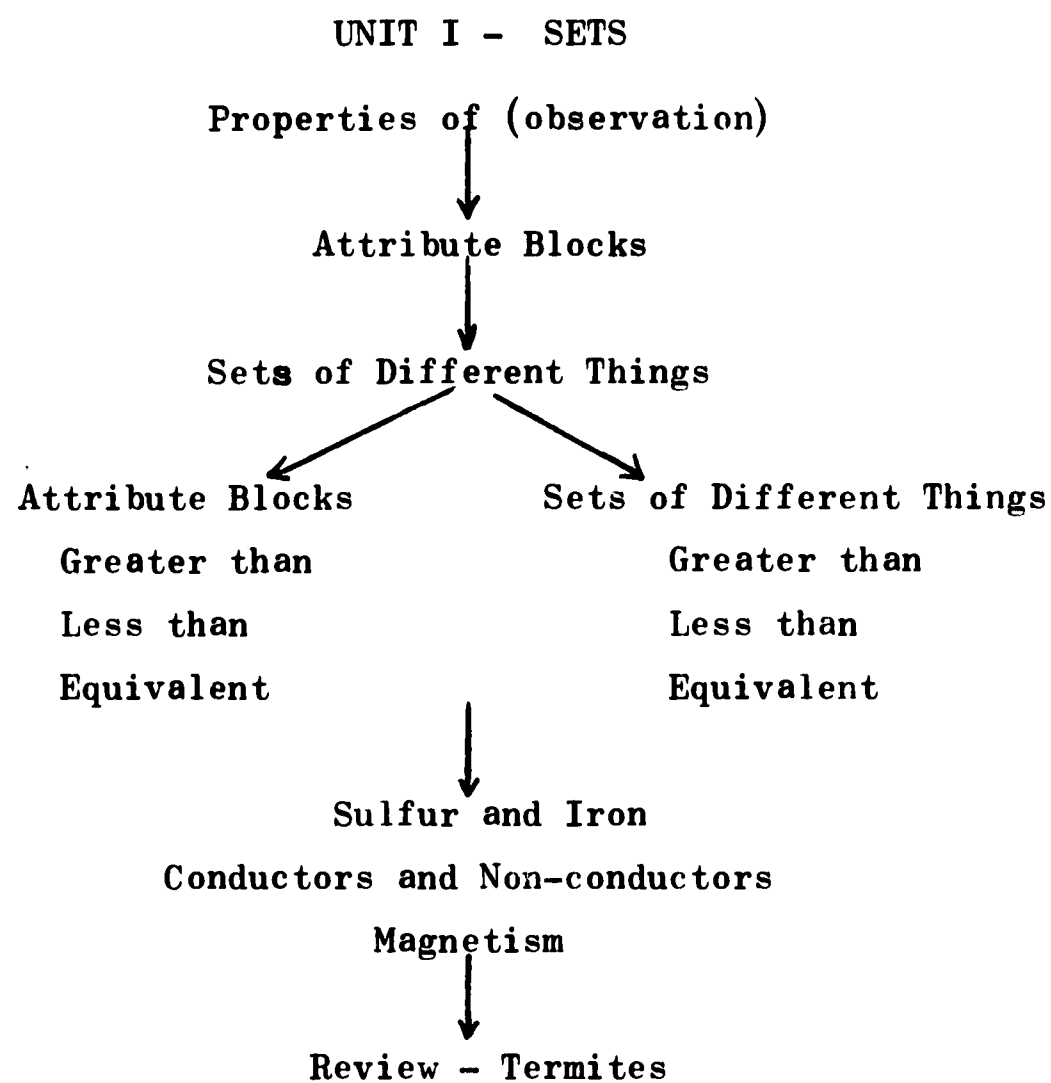 UNIT I - SETS
Properties of (observation)
Attribute Blocks
Sets of Different Things
Attribute Blocks
Greater than
Less than
Equivalent
Sets of Different Things
Greater than
Less than
Equivalent
Sulfur and Iron
Conductors and Non-conductors
Magnetism
Review - Termites